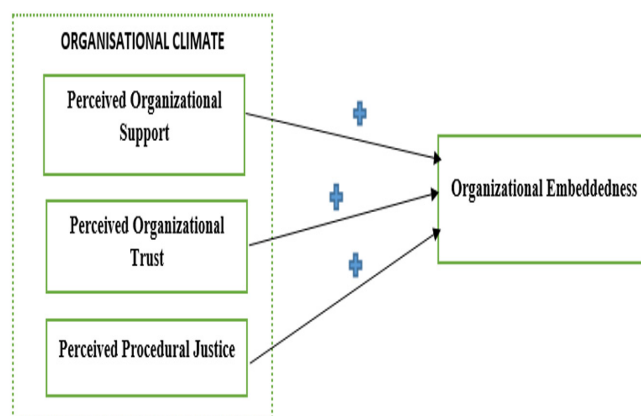 ORGANISATIONAL CLIMATE
Perceived Organizational
Support
Perceived Organizational
Trust
Perceived Procedural Justice
Organizational Embeddedness